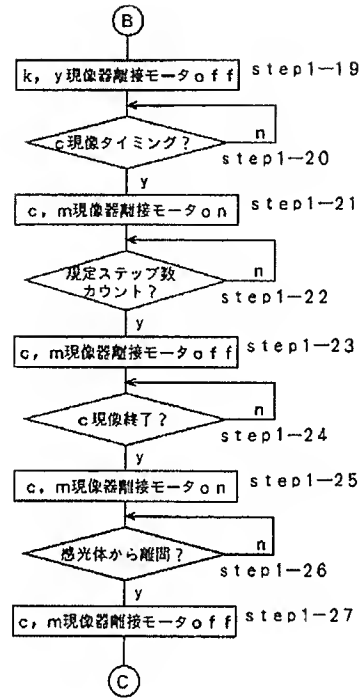 B
k, y現像器離接モータoff step1-19
c現像タイミング?
n
step1-20
y
c, m現像器離接モータon step1-21
規定ステップ数
カウント?
n
step1-22
y
c, m現像器離接モータoff step1-23
c現像終了?
n
step1-24
y
c, m現像器離接モータon step1-25
感光体から離間?
n
step1-26
y
c, m現像器離接モータoff step1-27
C